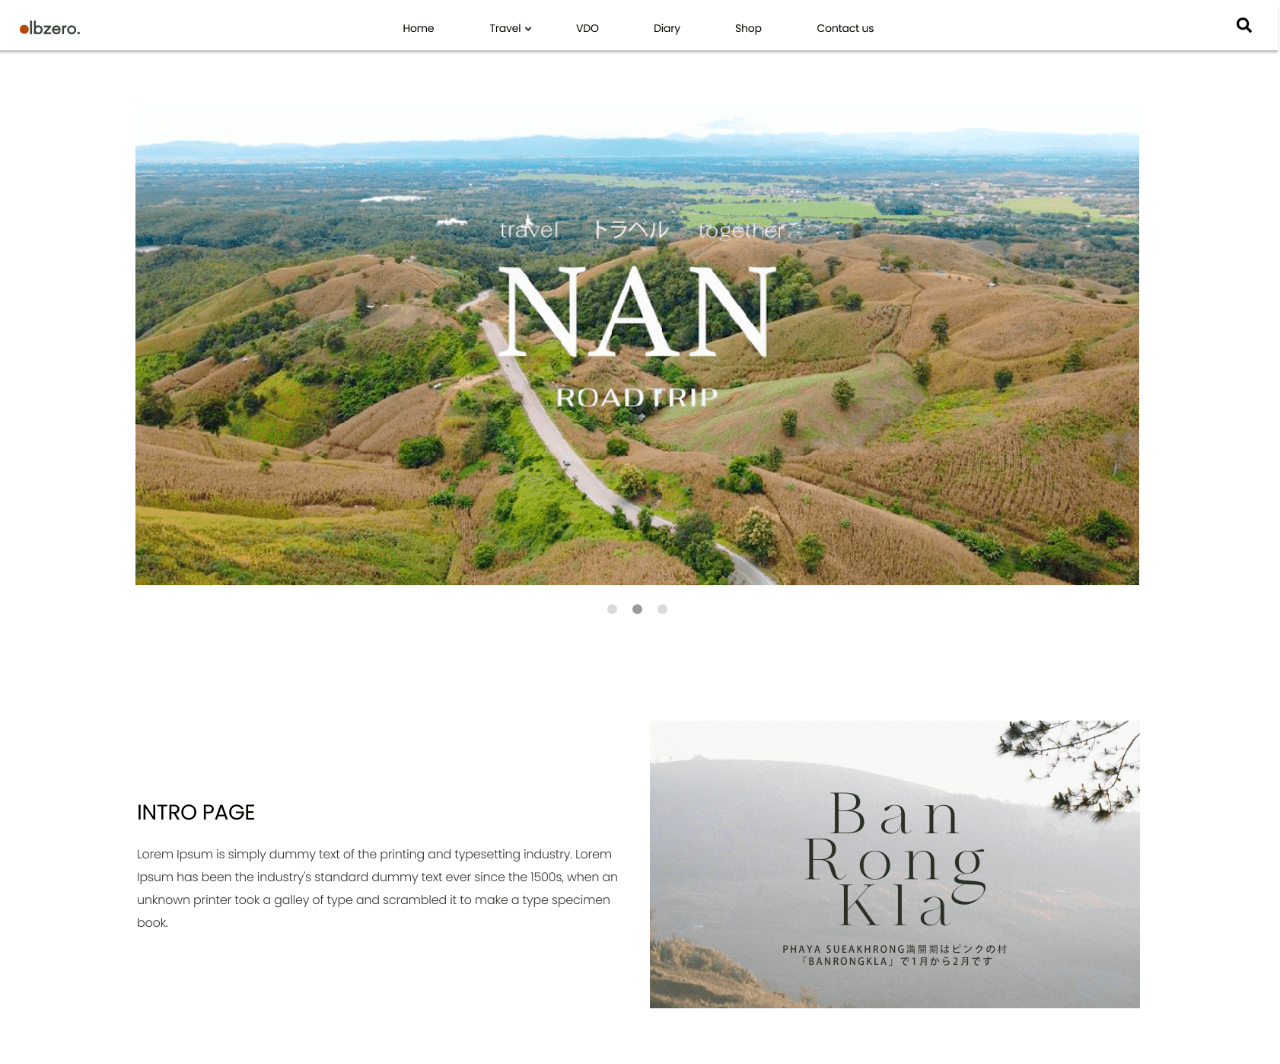 olbzero.
Home Travel VDO Diary Shop Contact us
travel トラベル together
NAN
ROADTRIP
INTRO PAGE
Lorem Ipsum is simply dummy text of the printing and typesetting industry. Lorem
Ipsum has been the industry's standard dummy text ever since the 1500s, when an
unknown printer took a galley of type and scrambled it to make a type specimen
book.
Ban
Rong
Kla
PHAYA SUEAKHRONG満開期はピンクの村
「BANRONGKLA」で1月から2月です